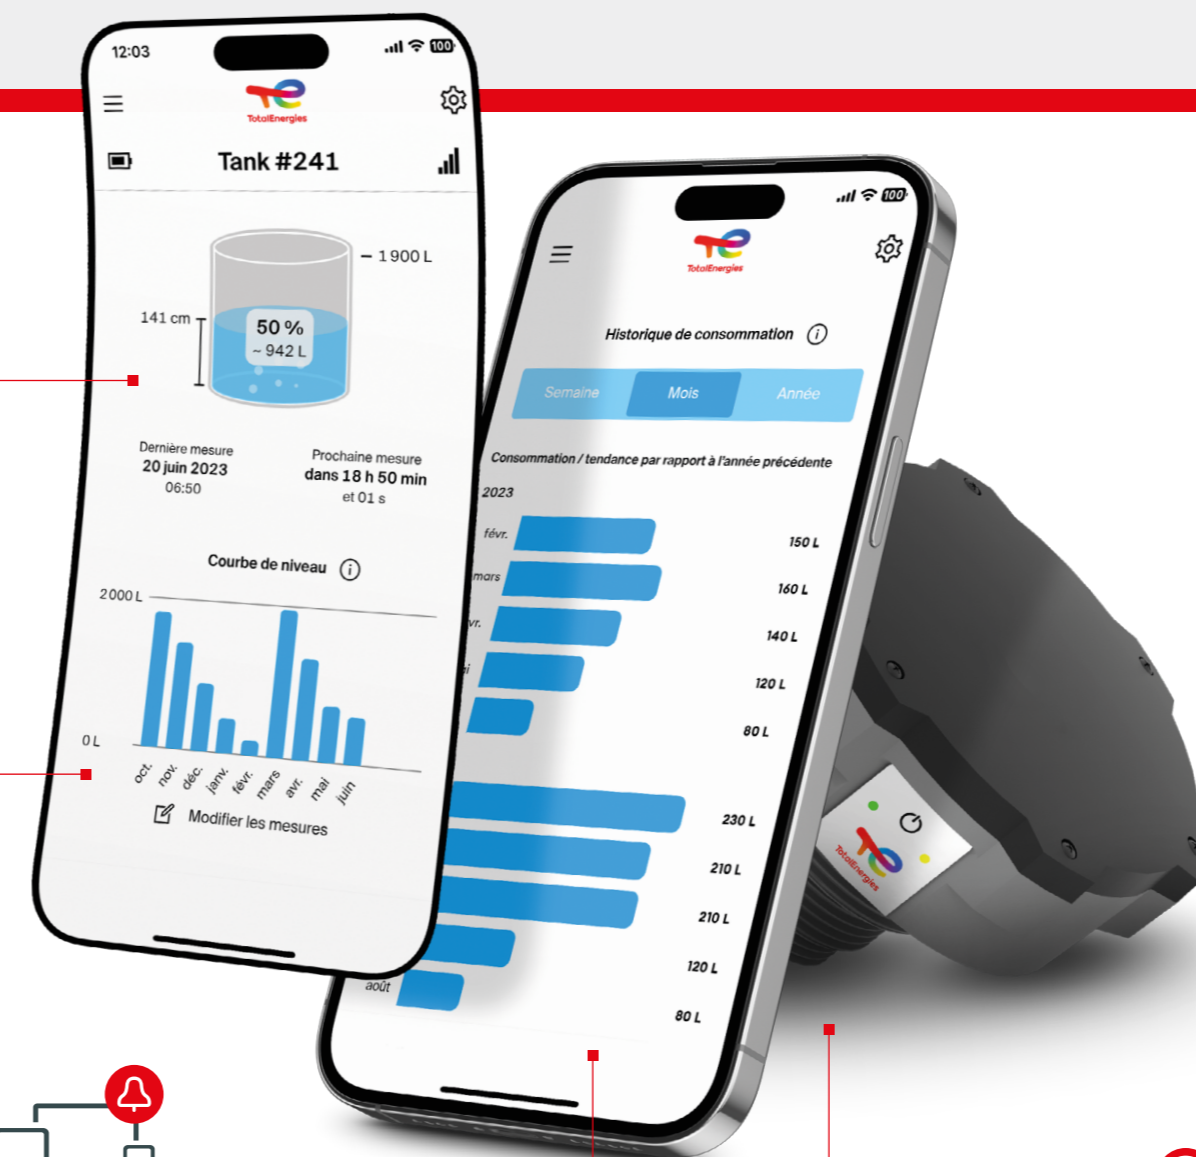 12:03
100
TotalEnergies
Tank #241
1900 L
141 cm
50 %
~ 942 L
Dernière mesure
20 juin 2023
06:50
Prochaine mesure
dans 18 h 50 min
et 01 s
Courbe de niveau
2000 L
0 L
oct. nov. déc. janv. févr. mars avr. mai juin
Modifier les mesures
100
TotalEnergies
Historique de consommation
Semaine Mois Année
Consommation / tendance par rapport à l'année précédente
2023
févr. 150 L
mars 160 L
vr. 140 L
120 L
80 L
230 L
210 L
210 L
120 L
août 80 L
TotalEnergies